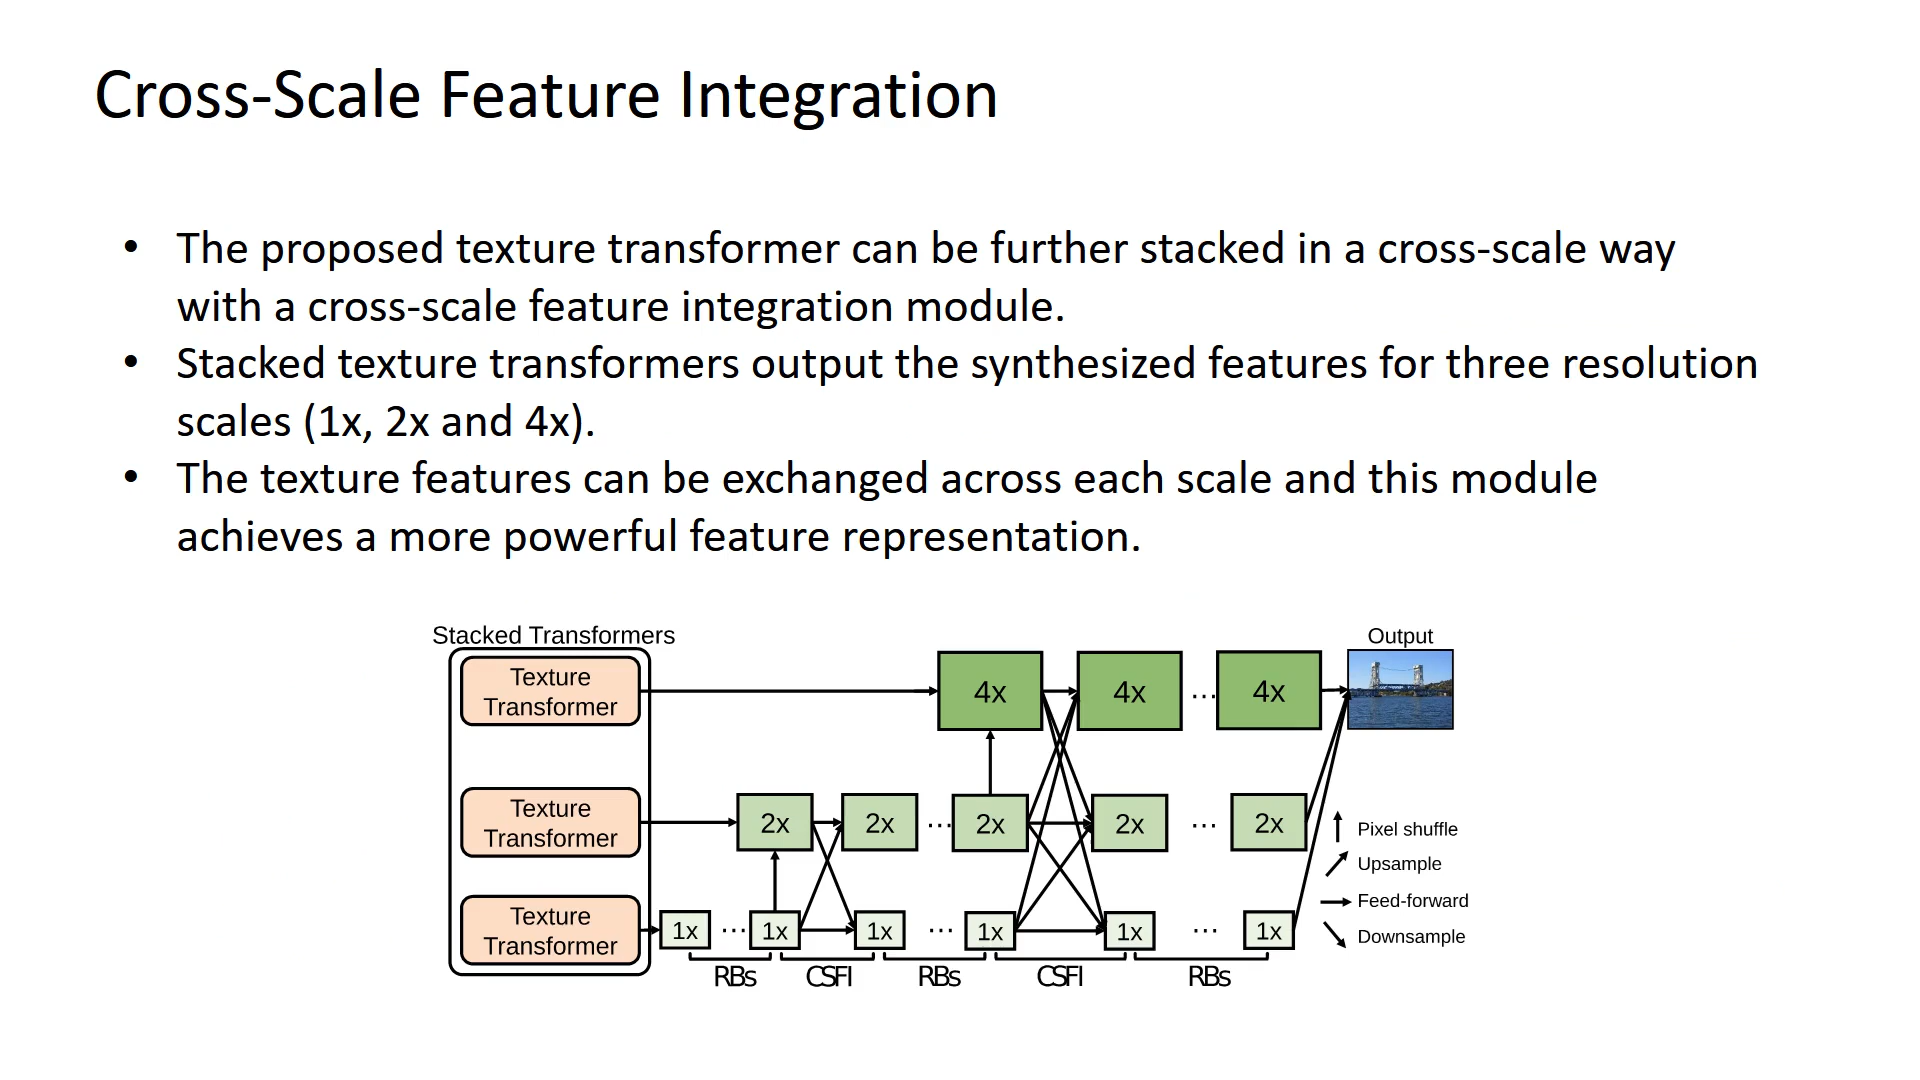 Cross-Scale Feature Integration
• The proposed texture transformer can be further stacked in a cross-scale way
with a cross-scale feature integration module.
• Stacked texture transformers output the synthesized features for three resolution
scales (1x, 2x and 4x).
• The texture features can be exchanged across each scale and this module
achieves a more powerful feature representation.
Stacked Transformers
Output
Texture
Transformer
4x
4x
...
4x
Texture
Transformer
2x
2x
...
2x
2x
...
2x
Texture
Transformer
1x
...
1x
1x
...
1x
1x
...
1x
RBs
CSFI
RBs
CSFI
RBs
Pixel shuffle
Upsample
Feed-forward
Downsample